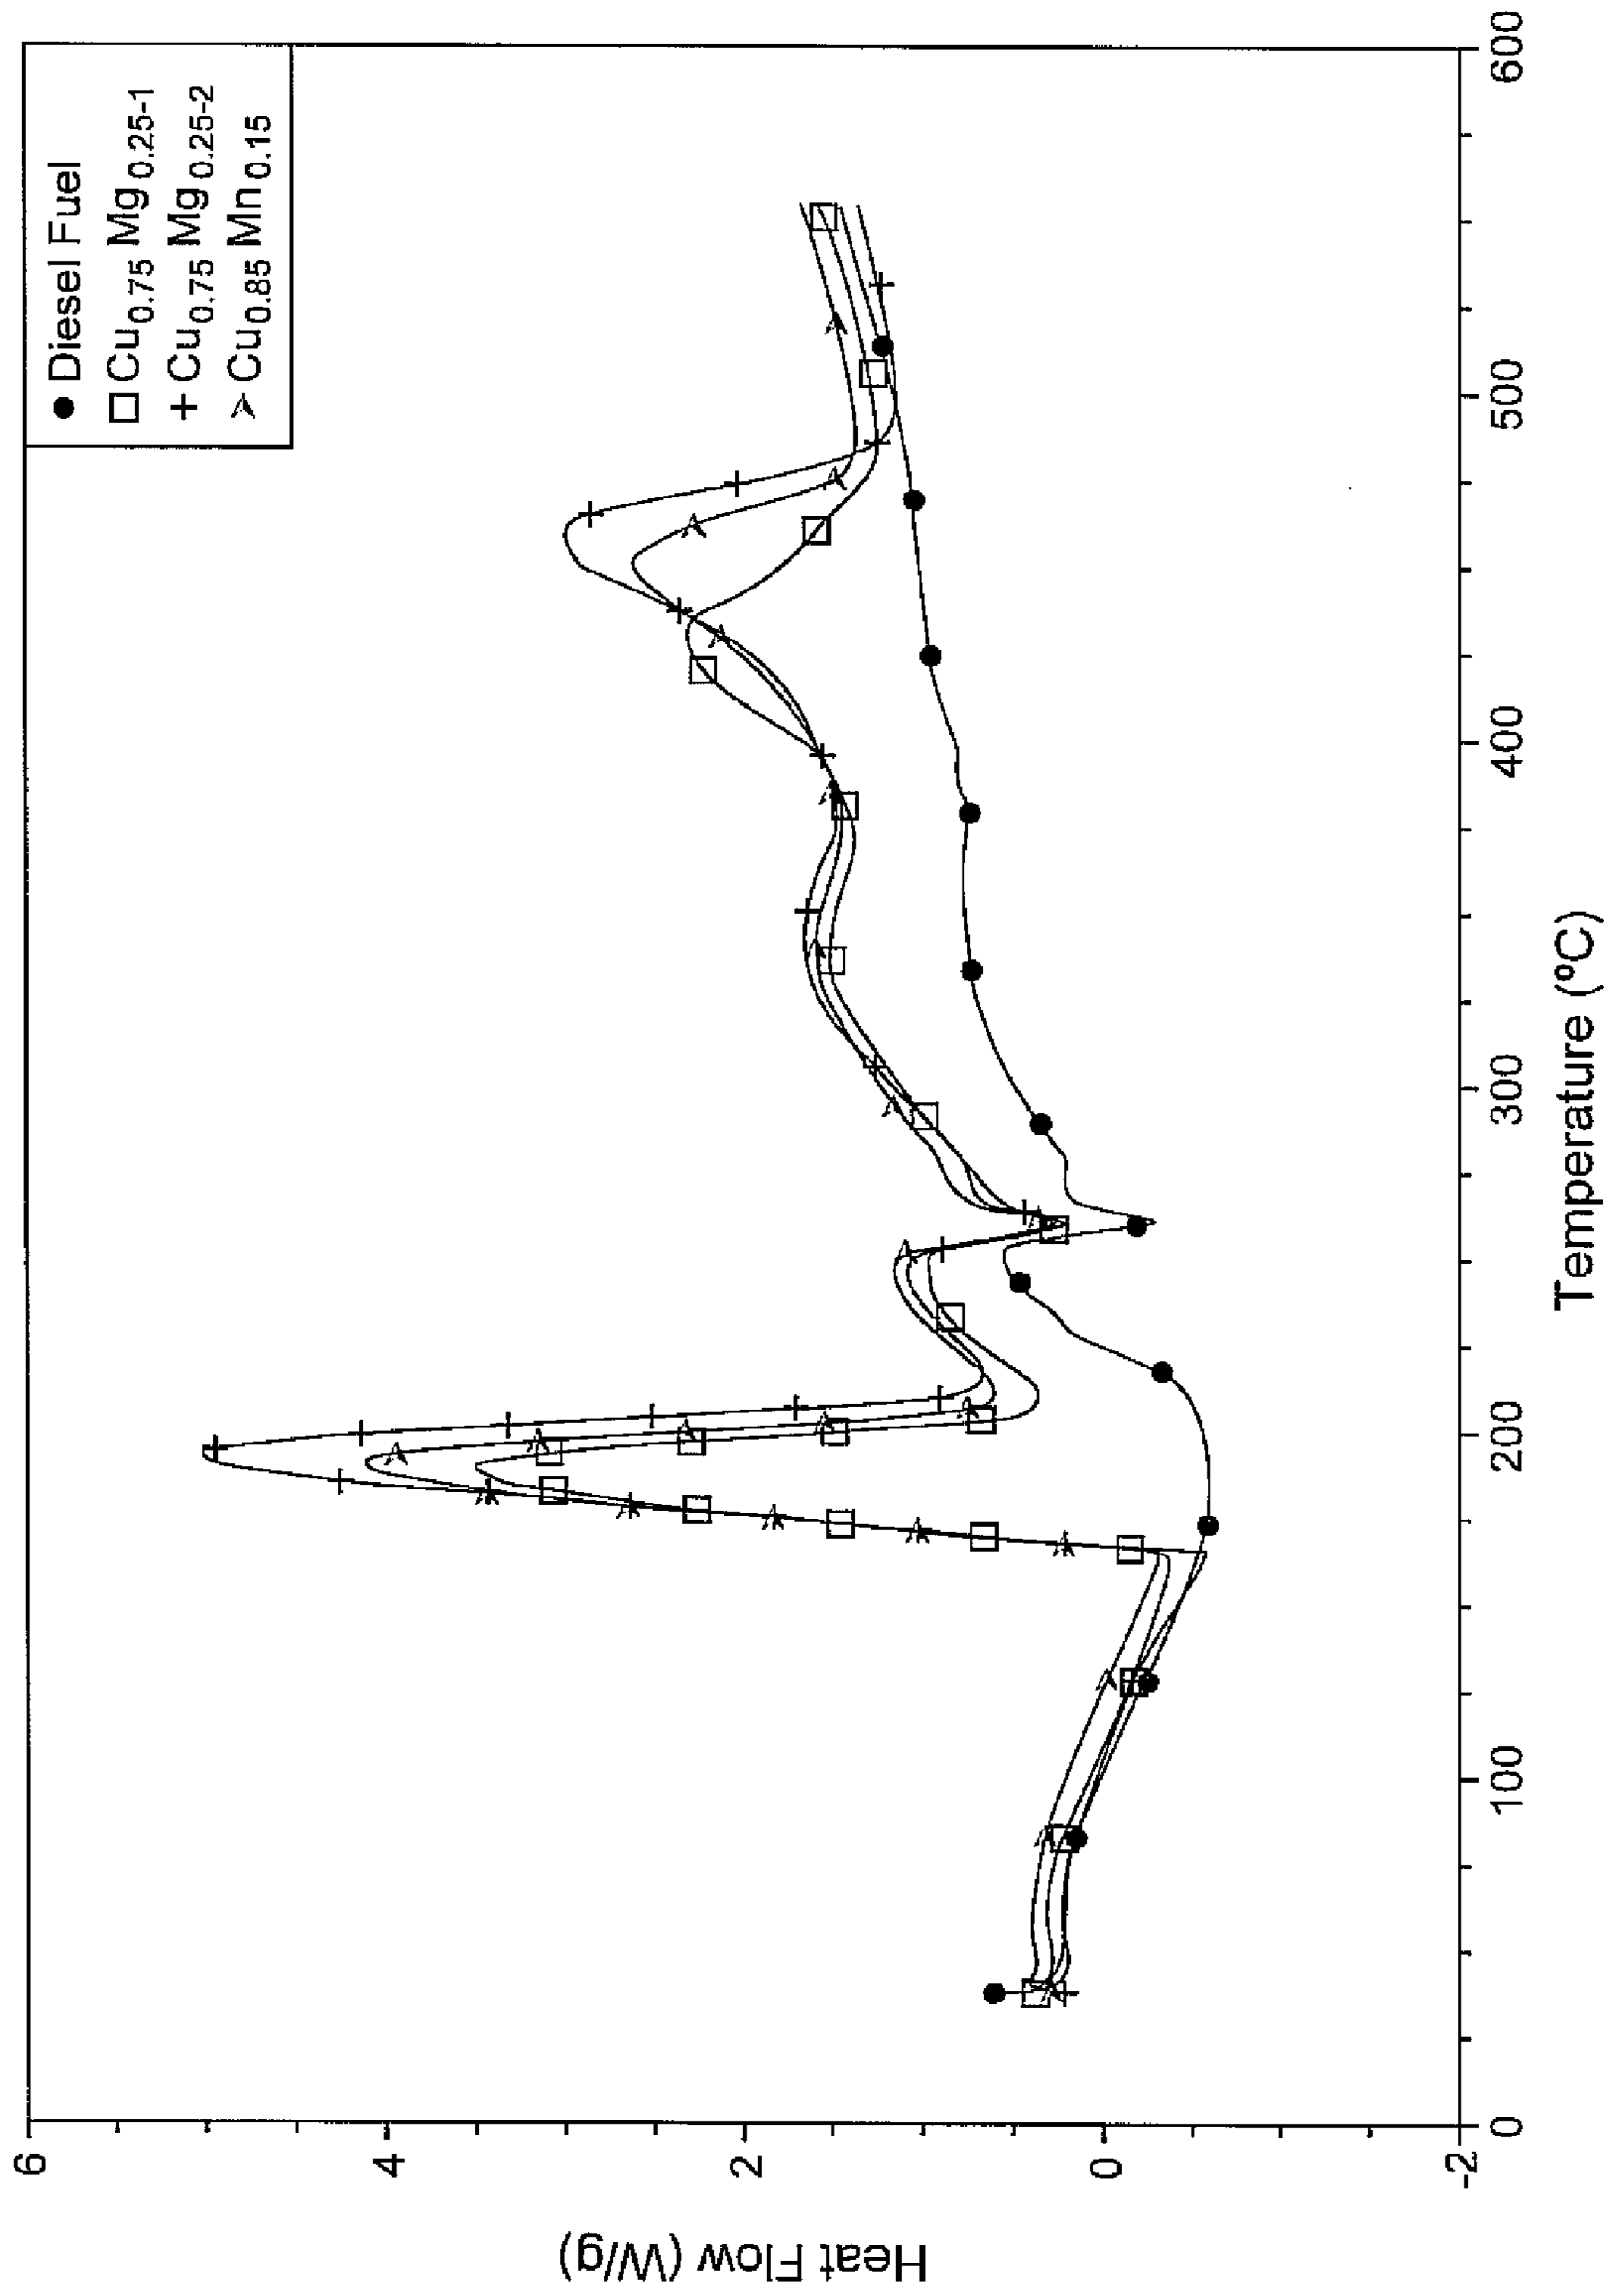 Diesel Fuel
Cu0.75 Mg0.25-1
Cu0.75 Mg0.25-2
Cu0.85 Mn0.15
6
4
2
0
-2
Heat Flow (W/g)
0 100 200 300 400 500 600
Temperature (ºC)